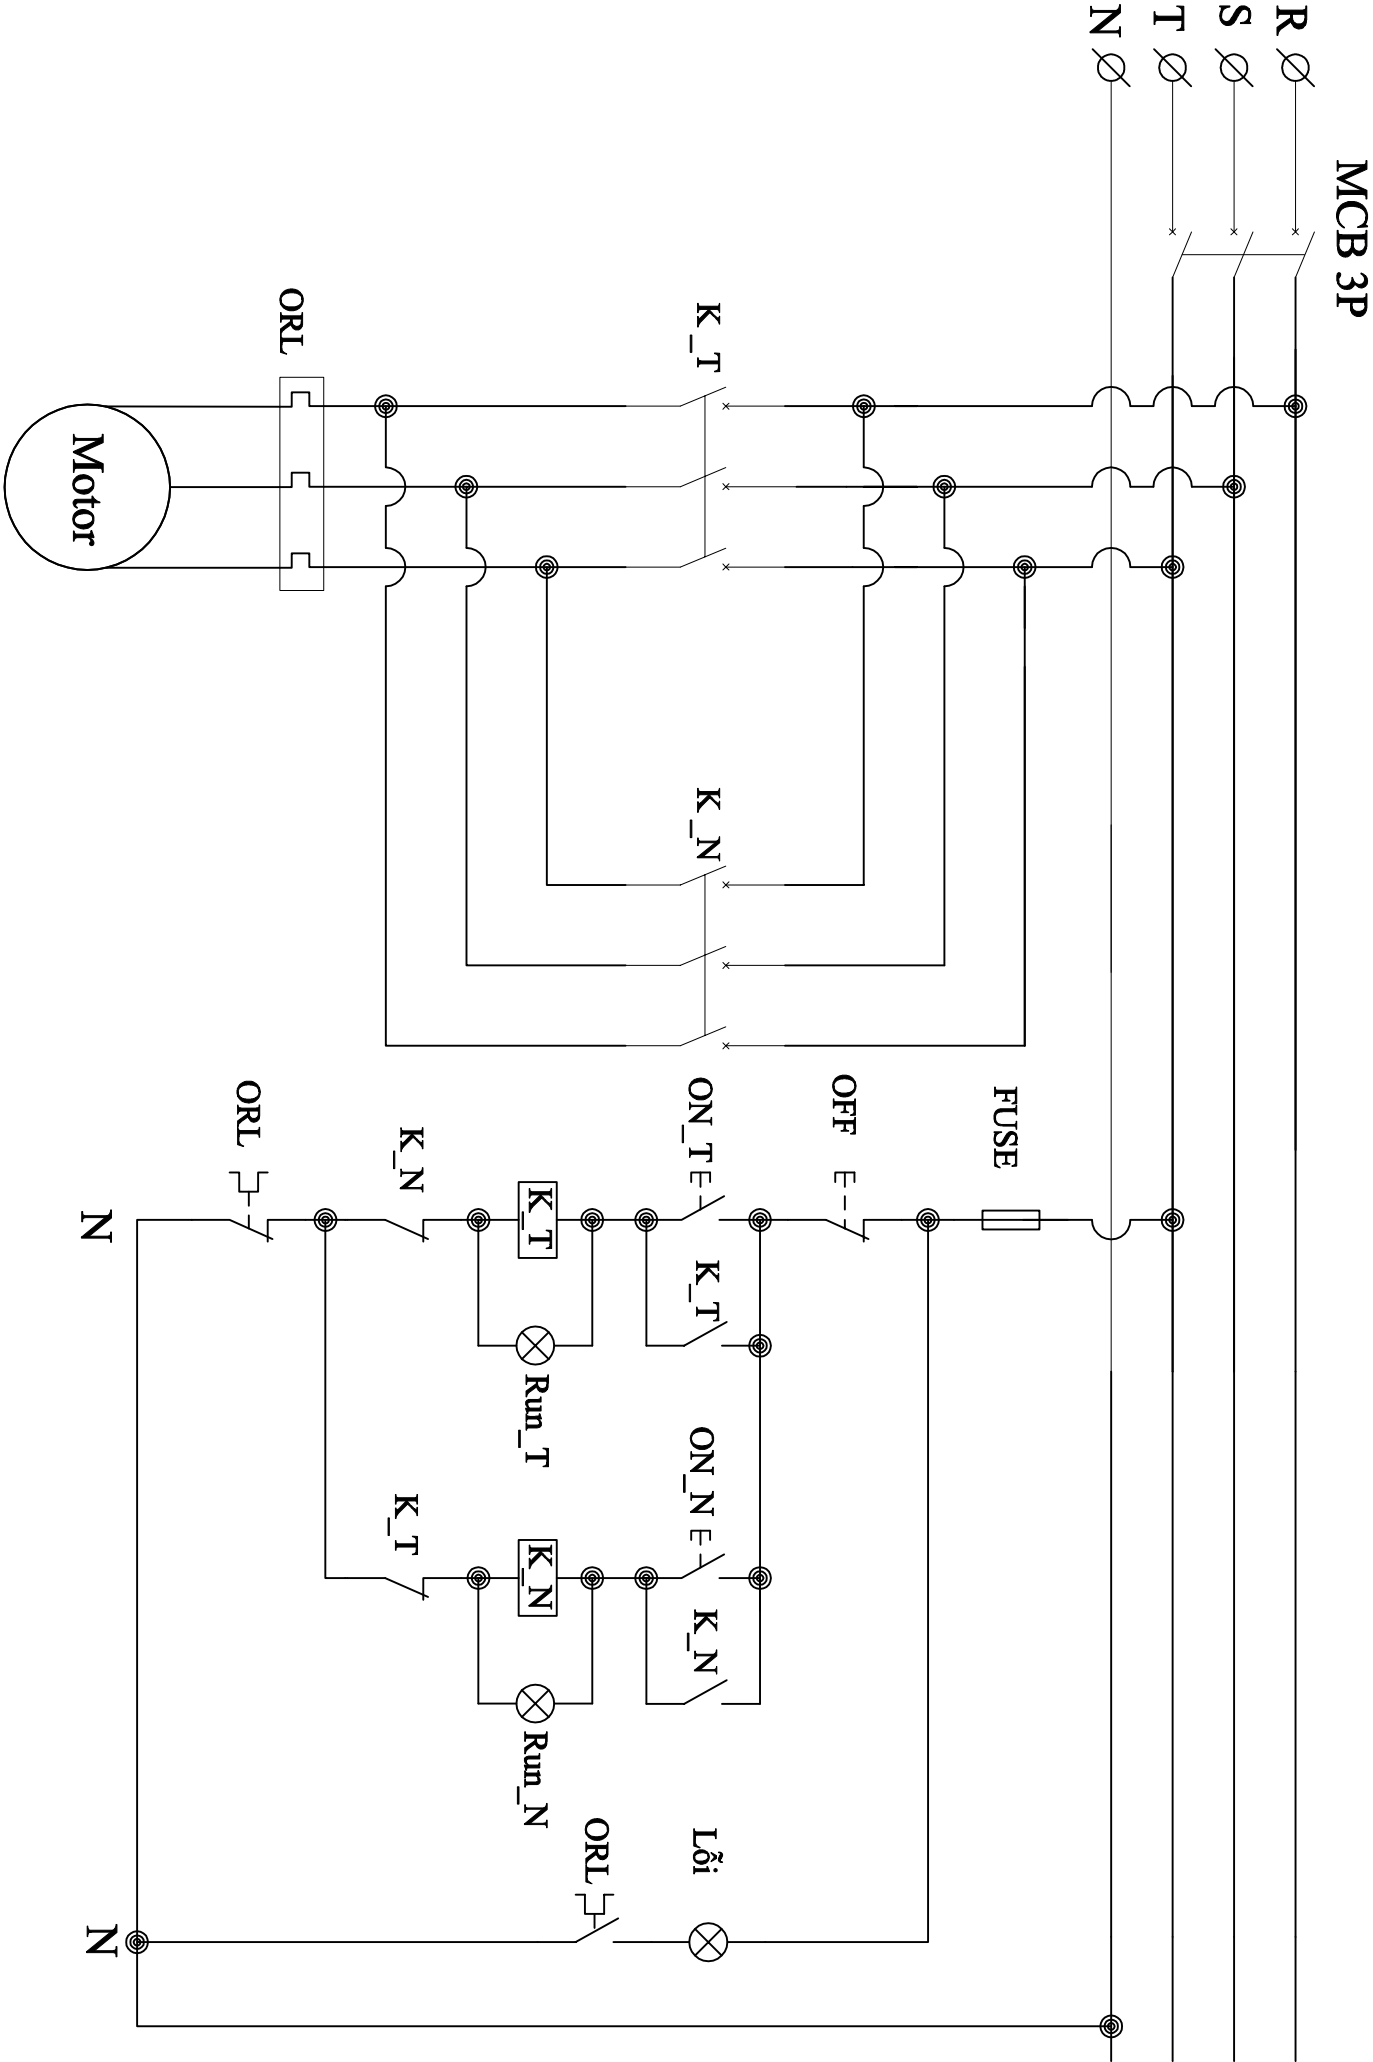 MCB 3P
R
S
T
N
K_T
K_N
ORL
Motor
FUSE
OFF
ON_T
K_T
ON_N
K_N
Lỗi
K_T
Run_T
K_N
Run_N
ORL
K_N
K_T
ORL
N
N